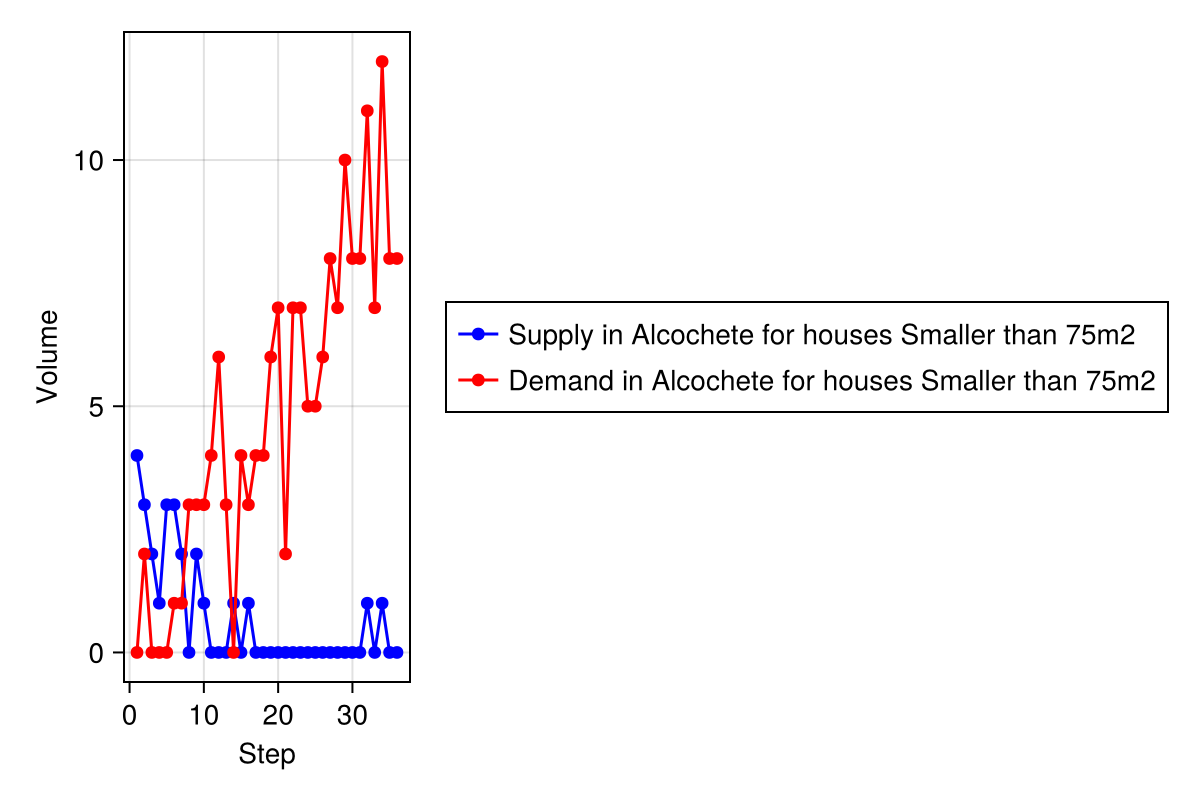 10
5
0
Volume
0 10 20 30
Step
Supply in Alcochete for houses Smaller than 75m2
Demand in Alcochete for houses Smaller than 75m2